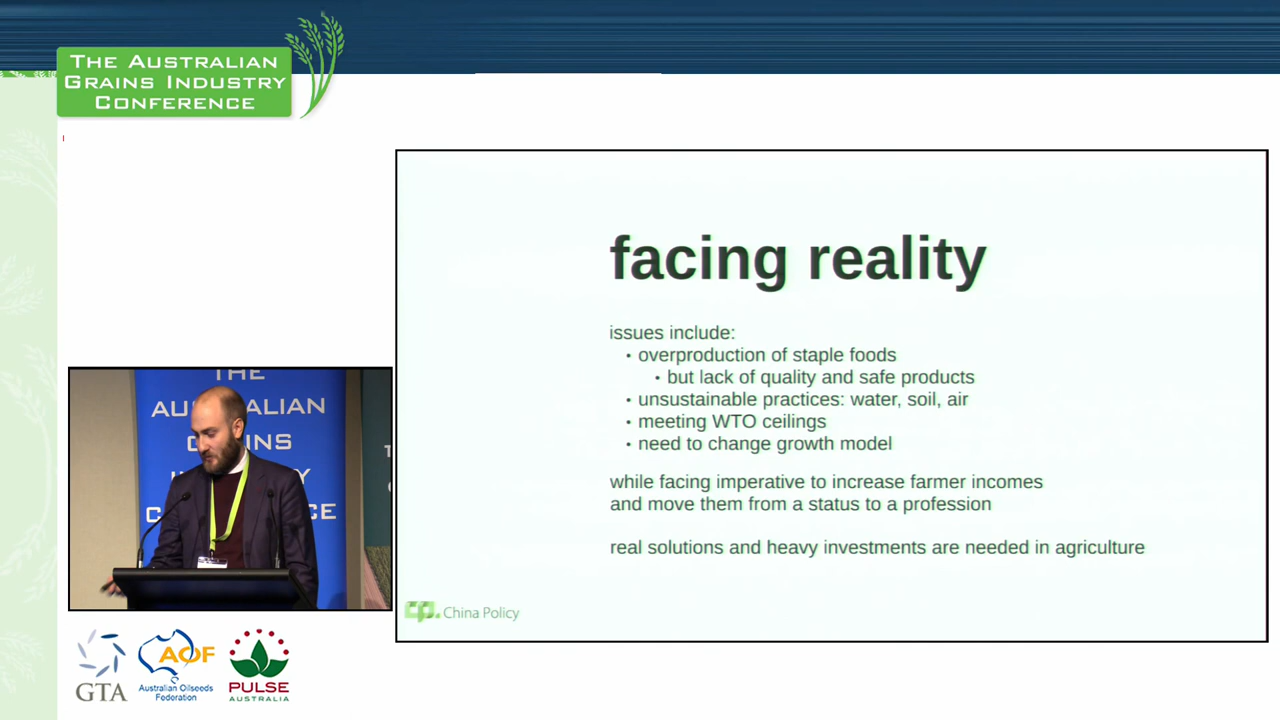 THE AUSTRALIAN
GRAINS INDUSTRY
CONFERENCE
facing reality
issues include:
• overproduction of staple foods
• but lack of quality and safe products
• unsustainable practices: water, soil, air
• meeting WTO ceilings
• need to change growth model
while facing imperative to increase farmer incomes
and move them from a status to a profession
real solutions and heavy investments are needed in agriculture
cp. China Policy
THE
AUSTRALIAN
GTA
AOF
Australian Oilseeds
Federation
PULSE
AUSTRALIA